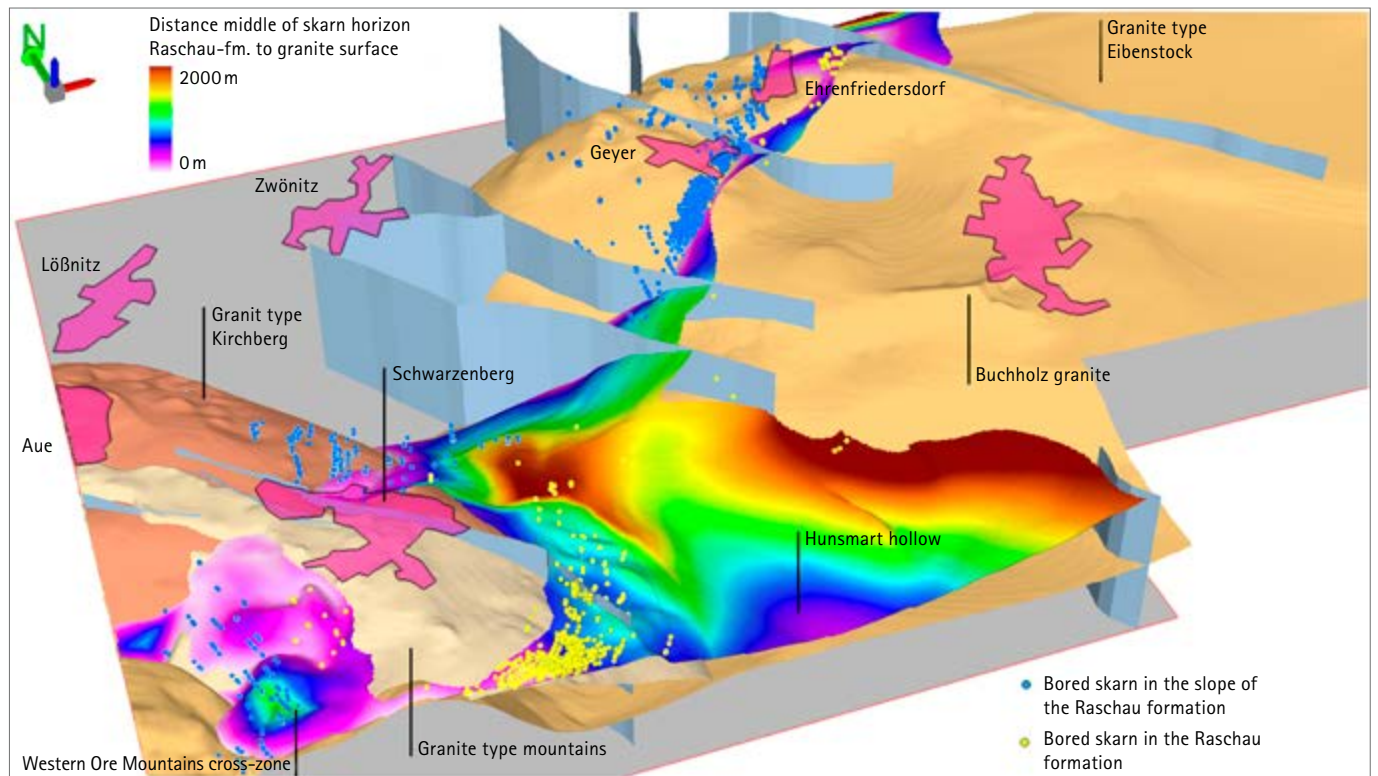 N
Distance middle of skarn horizon
Raschau-fm. to granite surface
2000 m
0 m
Granite type
Eibenstock
Ehrenfriedersdorf
Geyer
Zwönitz
Lößnitz
Granit type
Kirchberg
Schwarzenberg
Buchholz granite
Aue
Hunsmart hollow
Bored skarn in the slope of
the Raschau formation
Bored skarn in the Raschau
formation
Granite type mountains
Western Ore Mountains cross-zone